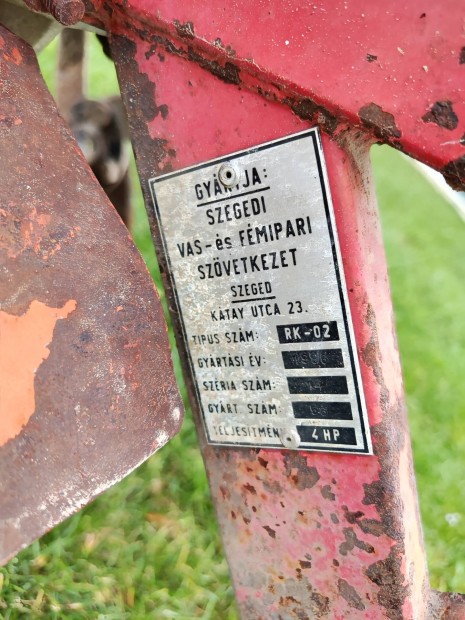 GYÁRTJA:
SZEGEDI
VAS-és FÉMIPARI
SZÖVETKEZET
SZEGED
KÁTAY UTCA 23.
TIPUS SZÁM: RK-02
GYÁRTÁSI ÉV:
SZÉRIA SZÁM:
GYÁRT. SZÁM:
TELJESITMÉNY 4 HP